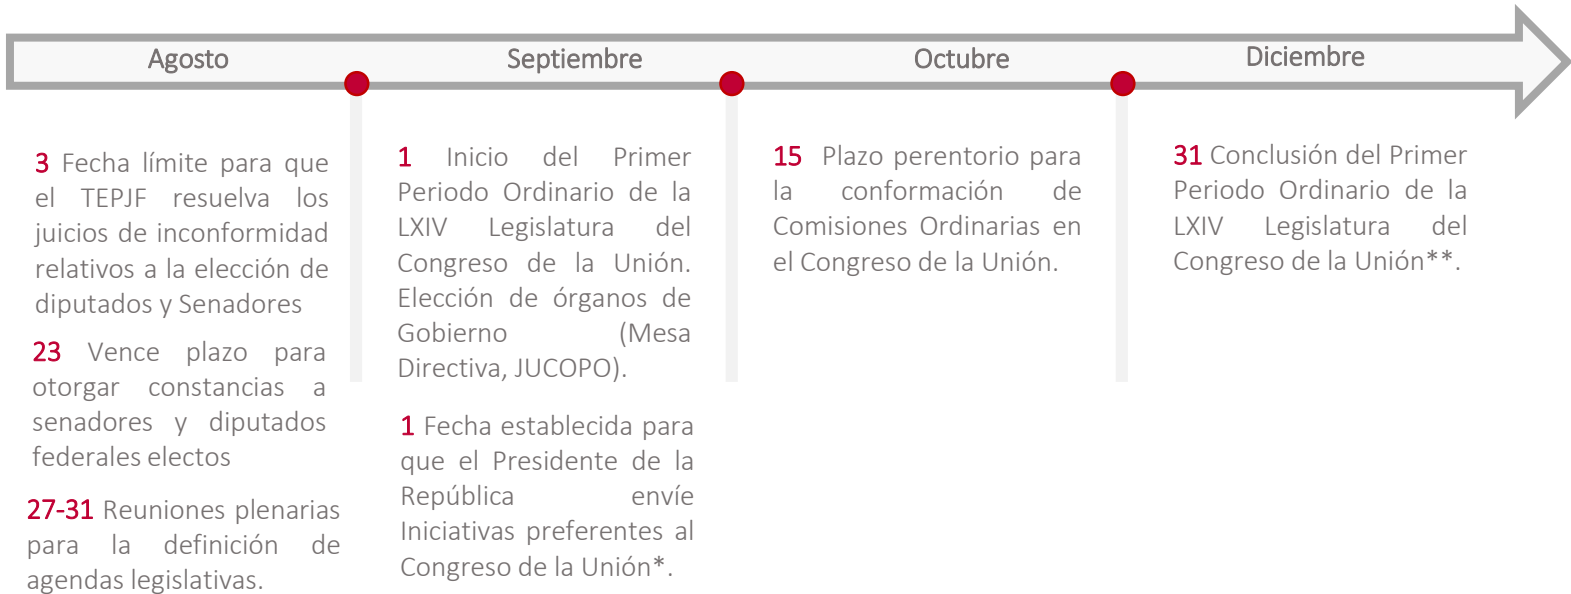 Agosto
Septiembre
Octubre
Diciembre
3 Fecha límite para que
el TEPJF resuelva los
juicios de inconformidad
relativos a la elección de
diputados y Senadores
23 Vence plazo para
otorgar constancias a
senadores y diputados
federales electos
27-31 Reuniones plenarias
para la definición de
agendas legislativas.
1 Inicio del Primer
Periodo Ordinario de la
LXIV Legislatura del
Congreso de la Unión.
Elección de órganos de
Gobierno (Mesa
Directiva, JUCOPO).
1 Fecha establecida para
que el Presidente de la
República envíe
Iniciativas preferentes al
Congreso de la Unión*.
15 Plazo perentorio para
la conformación de
Comisiones Ordinarias en
el Congreso de la Unión.
31 Conclusión del Primer
Periodo Ordinario de la
LXIV Legislatura del
Congreso de la Unión**.